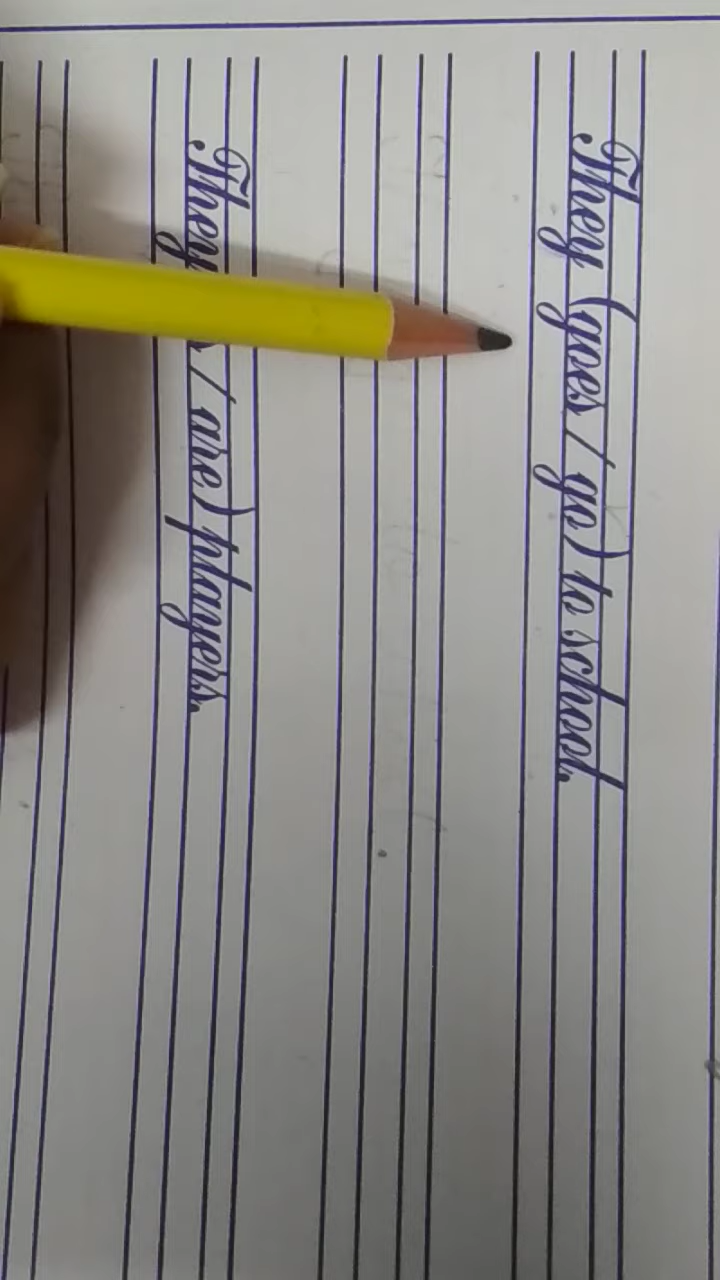 They (goes / go) to school.
They / are) players.